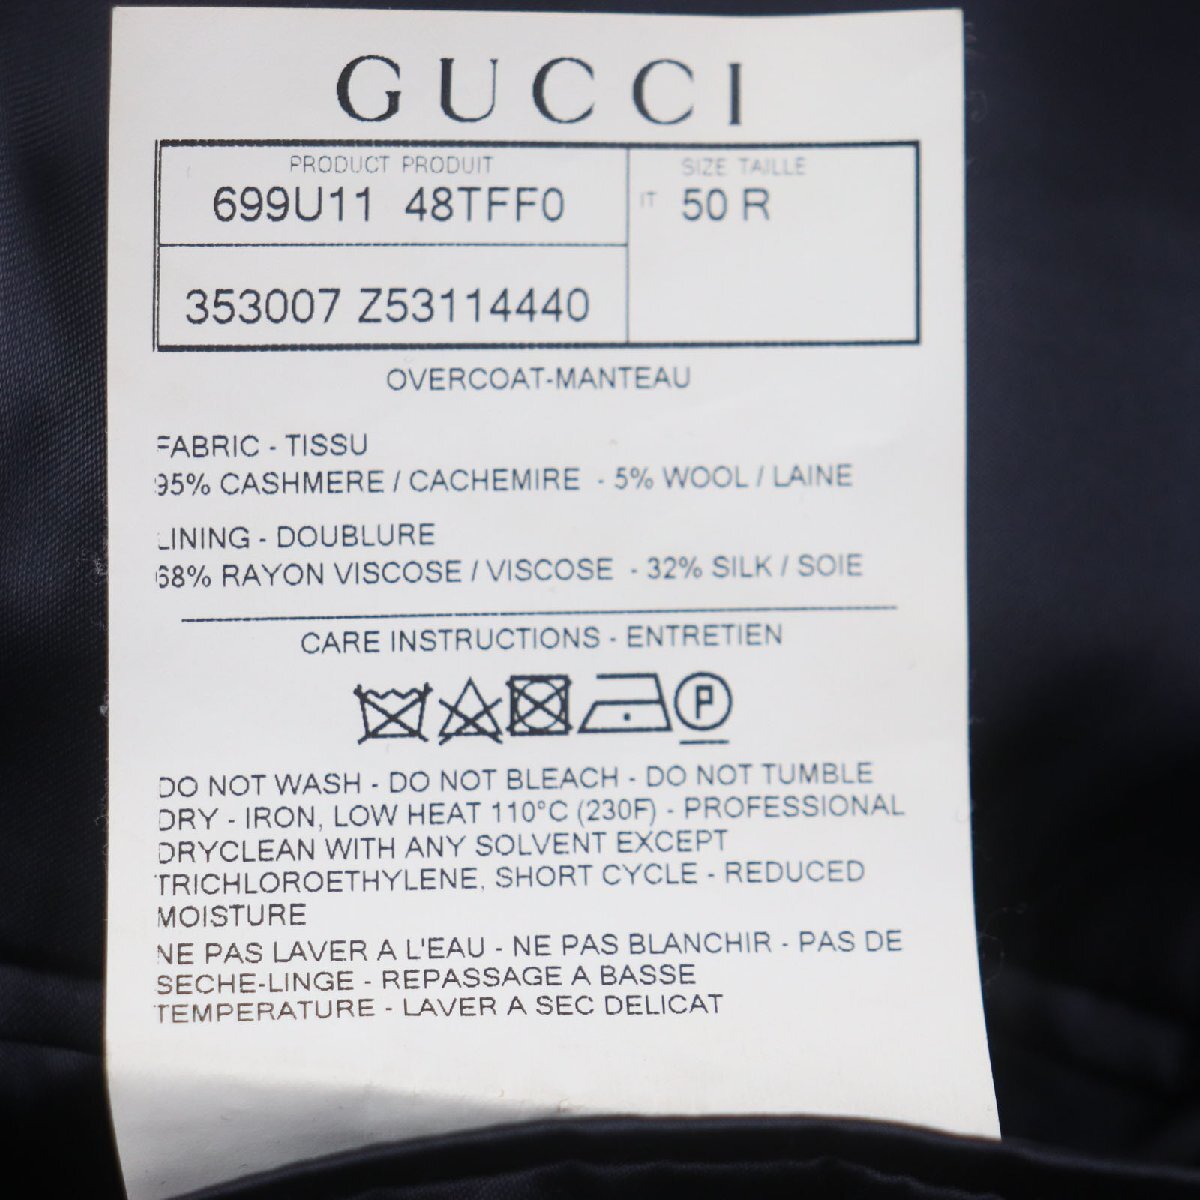 GUCCI
PRODUCT PRODUIT
699U11 48TFF0
SIZE TAILLE
IT 50 R
353007 Z53114440
OVERCOAT-MANTEAU
FABRIC - TISSU
95% CASHMERE / CACHEMIRE - 5% WOOL / LAINE
LINING - DOUBLURE
68% RAYON VISCOSE / VISCOSE - 32% SILK / SOIE
CARE INSTRUCTIONS - ENTRETIEN
P
DO NOT WASH - DO NOT BLEACH - DO NOT TUMBLE
DRY - IRON, LOW HEAT 110°C (230F) - PROFESSIONAL
DRYCLEAN WITH ANY SOLVENT EXCEPT
TRICHLOROETHYLENE, SHORT CYCLE - REDUCED
MOISTURE
NE PAS LAVER A L'EAU - NE PAS BLANCHIR - PAS DE
SECHE-LINGE - REPASSAGE A BASSE
TEMPERATURE - LAVER A SEC DELICAT